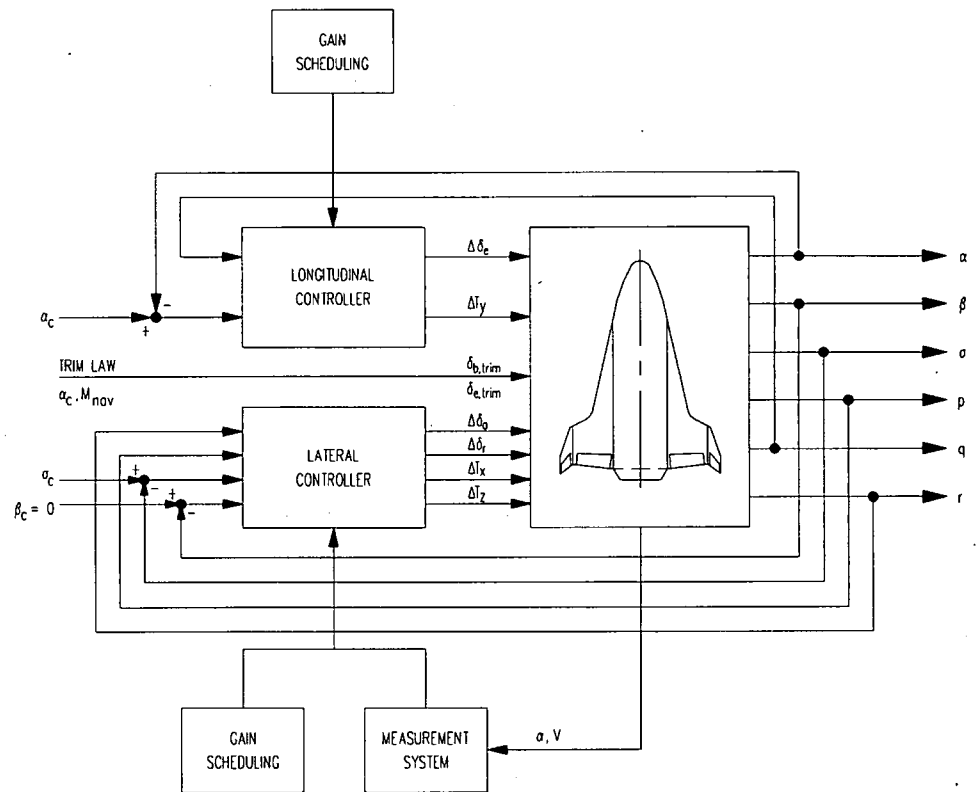 GAIN
SCHEDULING
LONGITUDINAL
CONTROLLER
Δδe
ΔTy
α
β
σ
p
q
r
αc
+
-
TRIM LAW
αc, Mnav
δb,trim
δe,trim
LATERAL
CONTROLLER
Δδa
Δδr
ΔTx
ΔTz
σc
+
-
βc = 0
+
-
GAIN
SCHEDULING
MEASUREMENT
SYSTEM
α, V